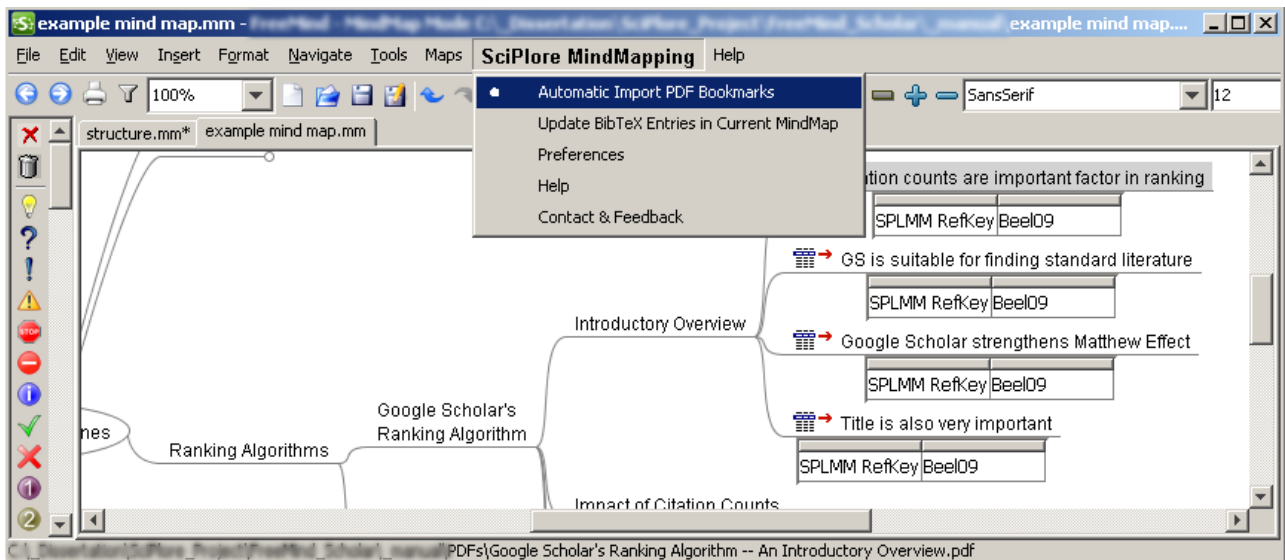 example mind map.mm - example mind map....
File Edit View Insert Format Navigate Tools Maps SciPlore MindMapping Help
100%
SansSerif
12
Automatic Import PDF Bookmarks
Update BibTeX Entries in Current MindMap
Preferences
Help
Contact & Feedback
structure.mm* example mind map.mm
tion counts are important factor in ranking
SPLMM RefKey Beel09
GS is suitable for finding standard literature
SPLMM RefKey Beel09
Introductory Overview
Google Scholar strengthens Matthew Effect
SPLMM RefKey Beel09
Google Scholar's
Ranking Algorithm
Title is also very important
nes
Ranking Algorithms
SPLMM RefKey Beel09
Impact of Citation Counts
STOP
1
2
PDFs\Google Scholar's Ranking Algorithm -- An Introductory Overview.pdf